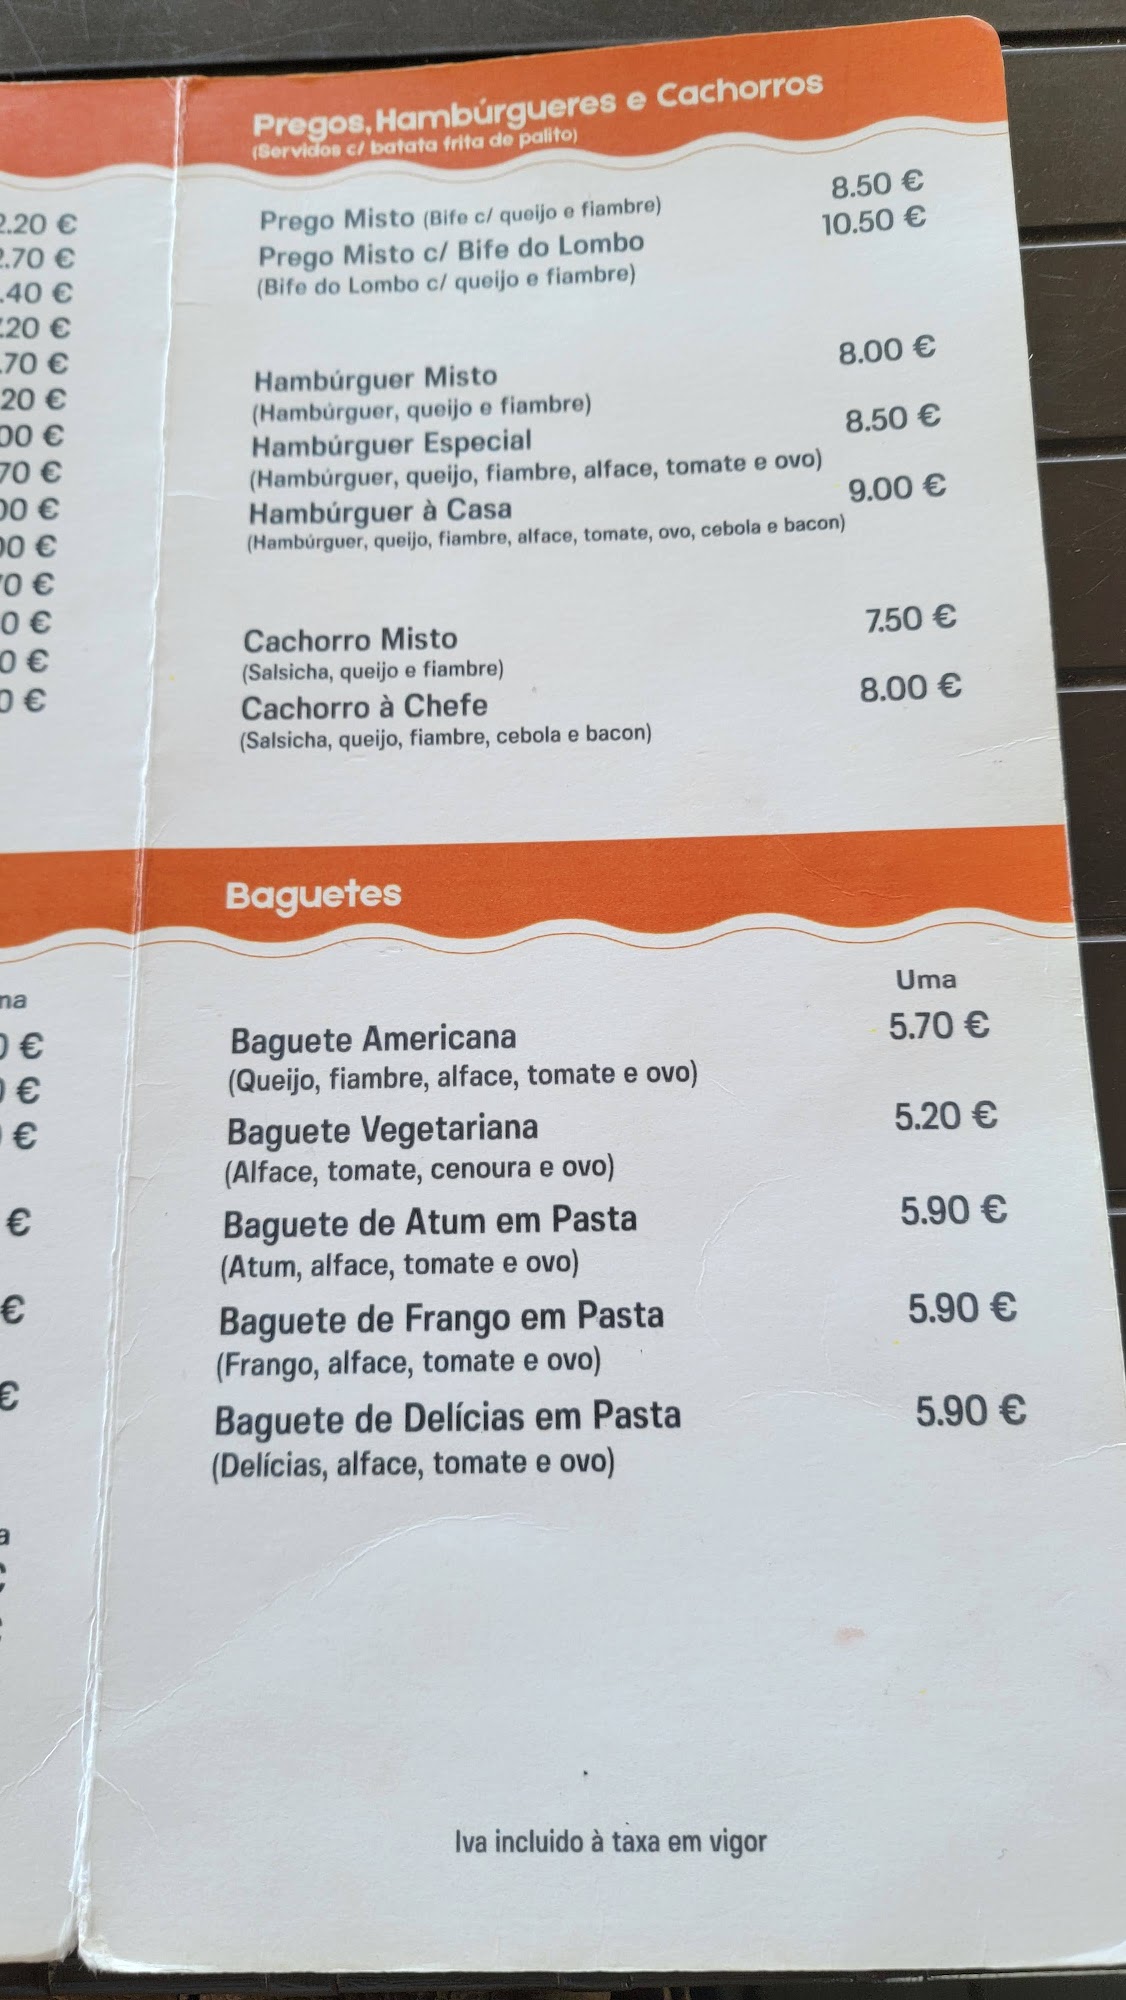 Pregos, Hambúrgueres e Cachorros
(Servidos c/ batata frita de palito)
Prego Misto (Bife c/ queijo e fiambre) 8.50 €
Prego Misto c/ Bife do Lombo 10.50 €
(Bife do Lombo c/ queijo e fiambre)
Hambúrguer Misto 8.00 €
(Hambúrguer, queijo e fiambre)
Hambúrguer Especial 8.50 €
(Hambúrguer, queijo, fiambre, alface, tomate e ovo)
Hambúrguer à Casa 9.00 €
(Hambúrguer, queijo, fiambre, alface, tomate, ovo, cebola e bacon)
Cachorro Misto 7.50 €
(Salsicha, queijo e fiambre)
Cachorro à Chefe 8.00 €
(Salsicha, queijo, fiambre, cebola e bacon)
Baguetes
Uma
Baguete Americana 5.70 €
(Queijo, fiambre, alface, tomate e ovo)
Baguete Vegetariana 5.20 €
(Alface, tomate, cenoura e ovo)
Baguete de Atum em Pasta 5.90 €
(Atum, alface, tomate e ovo)
Baguete de Frango em Pasta 5.90 €
(Frango, alface, tomate e ovo)
Baguete de Delícias em Pasta 5.90 €
(Delícias, alface, tomate e ovo)
Iva incluido à taxa em vigor